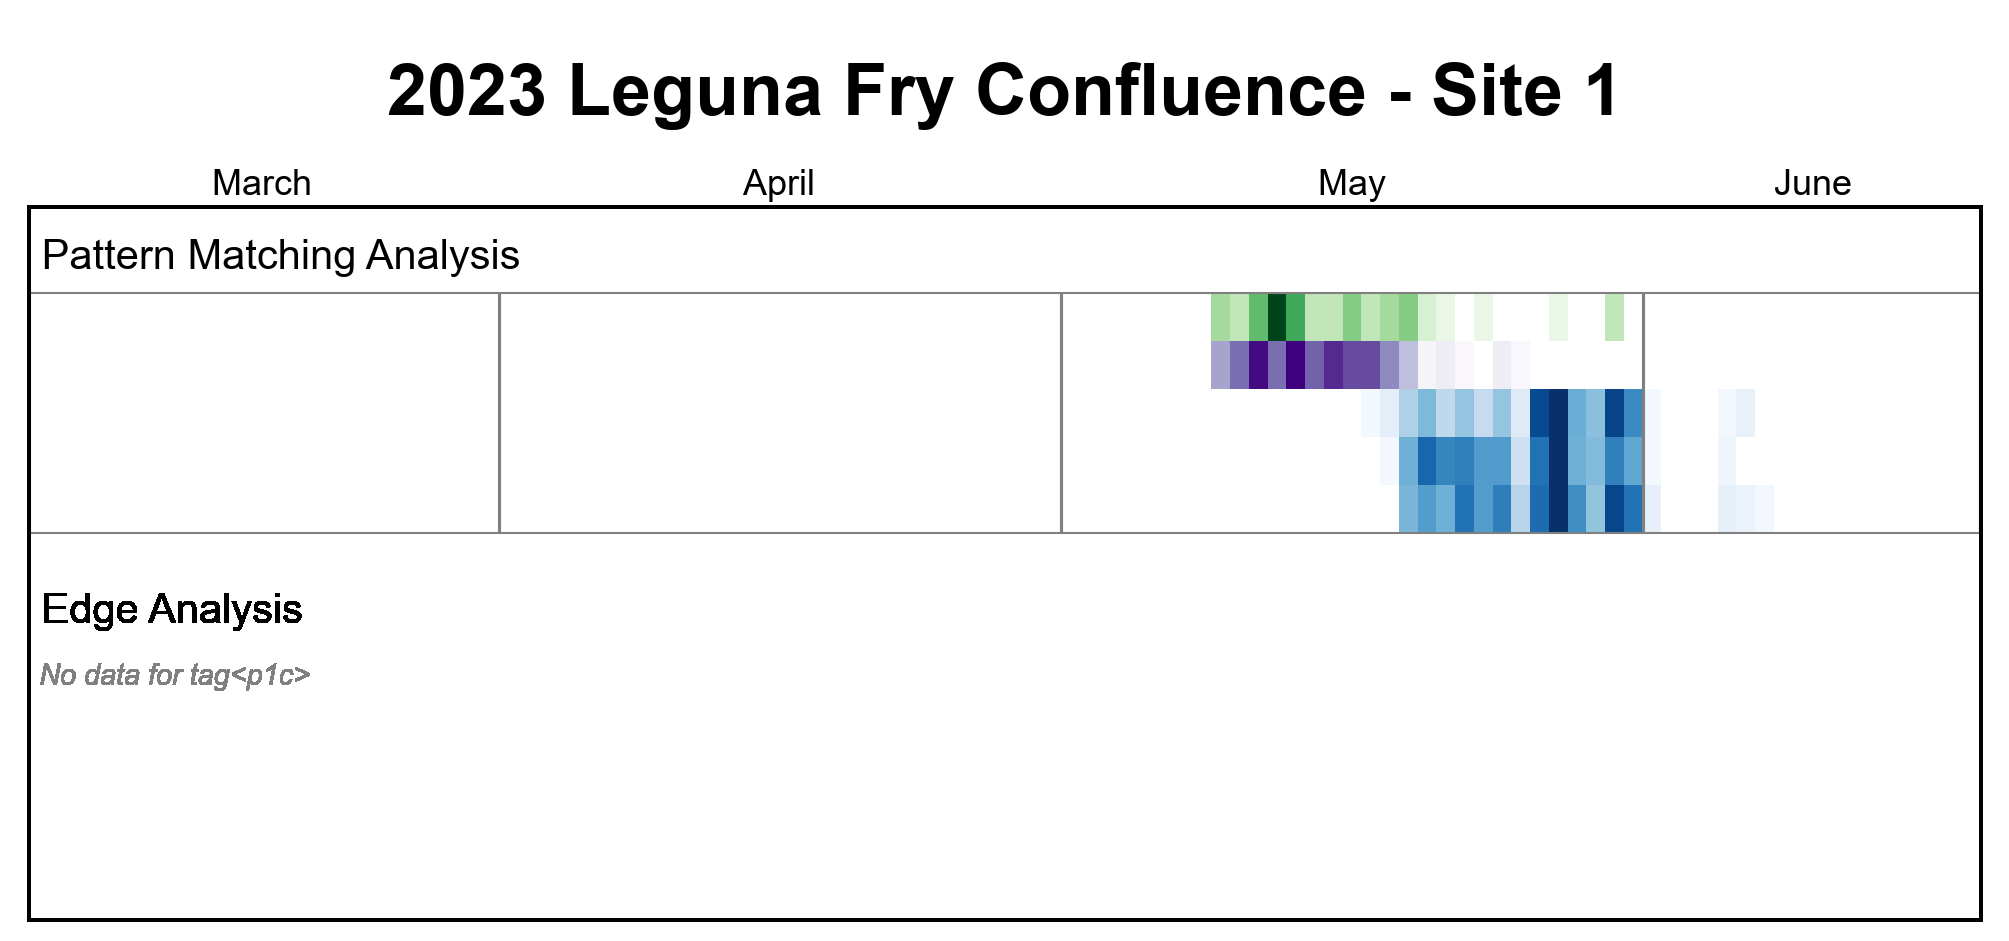 2023 Leguna Fry Confluence - Site 1
March April May June
Pattern Matching Analysis
Edge Analysis
No data for tag<p1c>